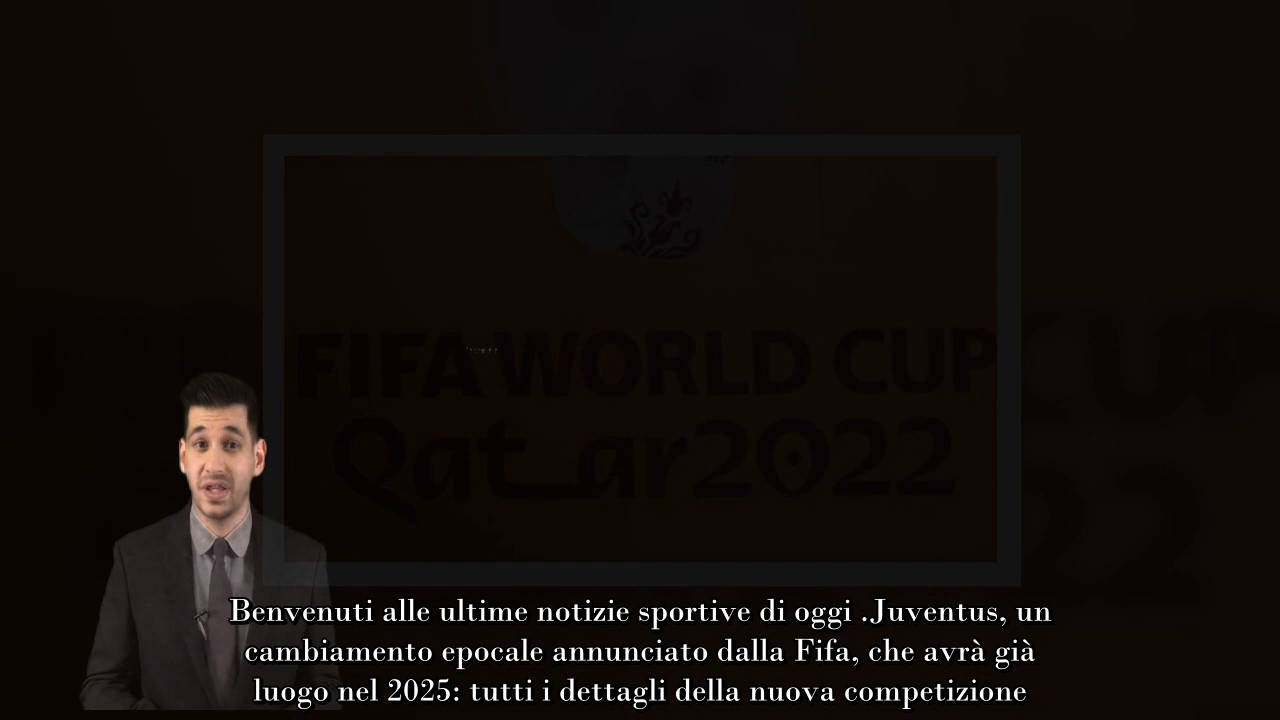 FIFA WORLD CUP
Qatar2022
Benvenuti alle ultime notizie sportive di oggi .Juventus, un
cambiamento epocale annunciato dalla Fifa, che avrà già
luogo nel 2025: tutti i dettagli della nuova competizione